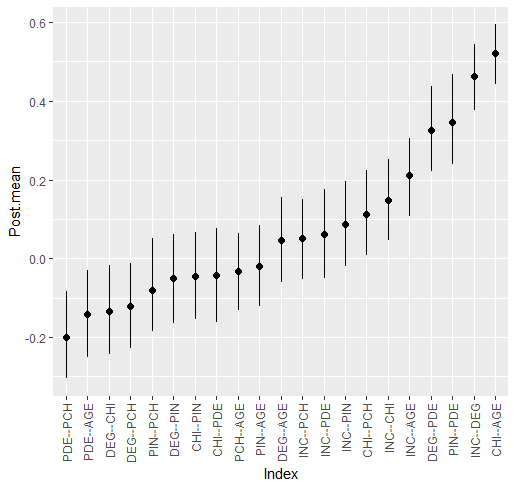 0.6
0.4
0.2
0.0
-0.2
Post.mean
PDE--PCH
PDE--AGE
DEG--CHI
DEG--PCH
PIN--PCH
DEG--PIN
CHI--PIN
CHI--PDE
PCH--AGE
PIN--AGE
DEG--AGE
INC--PCH
INC--PDE
INC--PIN
CHI--PCH
INC--CHI
INC--AGE
DEG--PDE
PIN--PDE
INC--DEG
CHI--AGE
Index